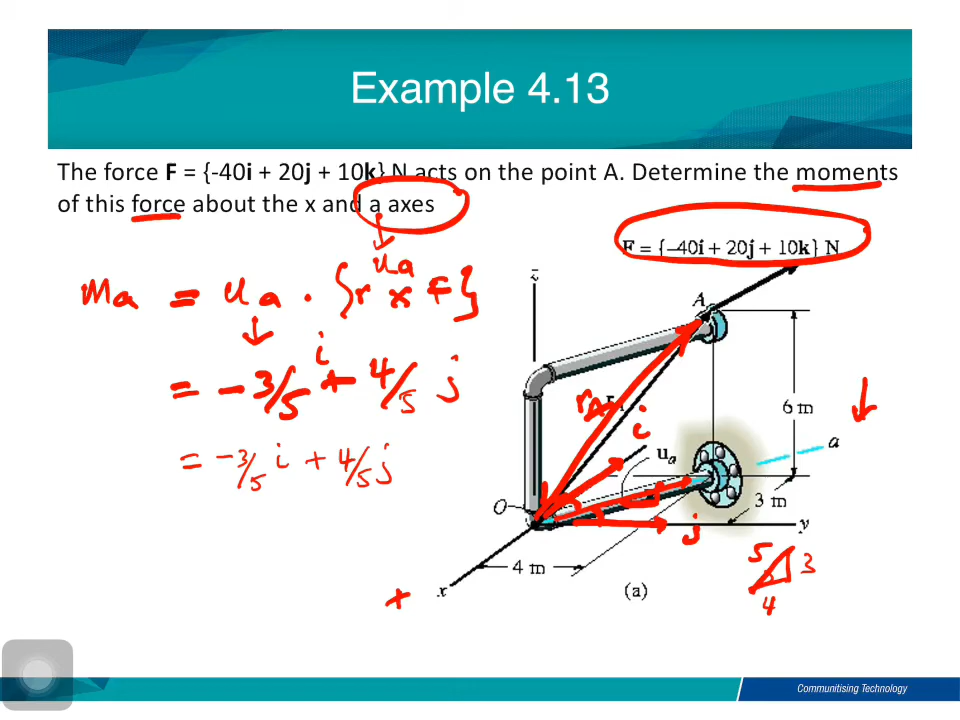 Example 4.13
The force F = {-40i + 20j + 10k} N acts on the point A. Determine the moments
of this force about the x and a axes
ua
F = {−40i + 20j + 10k} N
Ma = ua · {r x F}
z
A
i
= -3/5 + 4/5 j
rA
rA
i
6 m
a
= -3/5 i + 4/5 j
ua
O
3 m
j
y
5
3
4
4 m
x
(a)
x
Communitising Technology